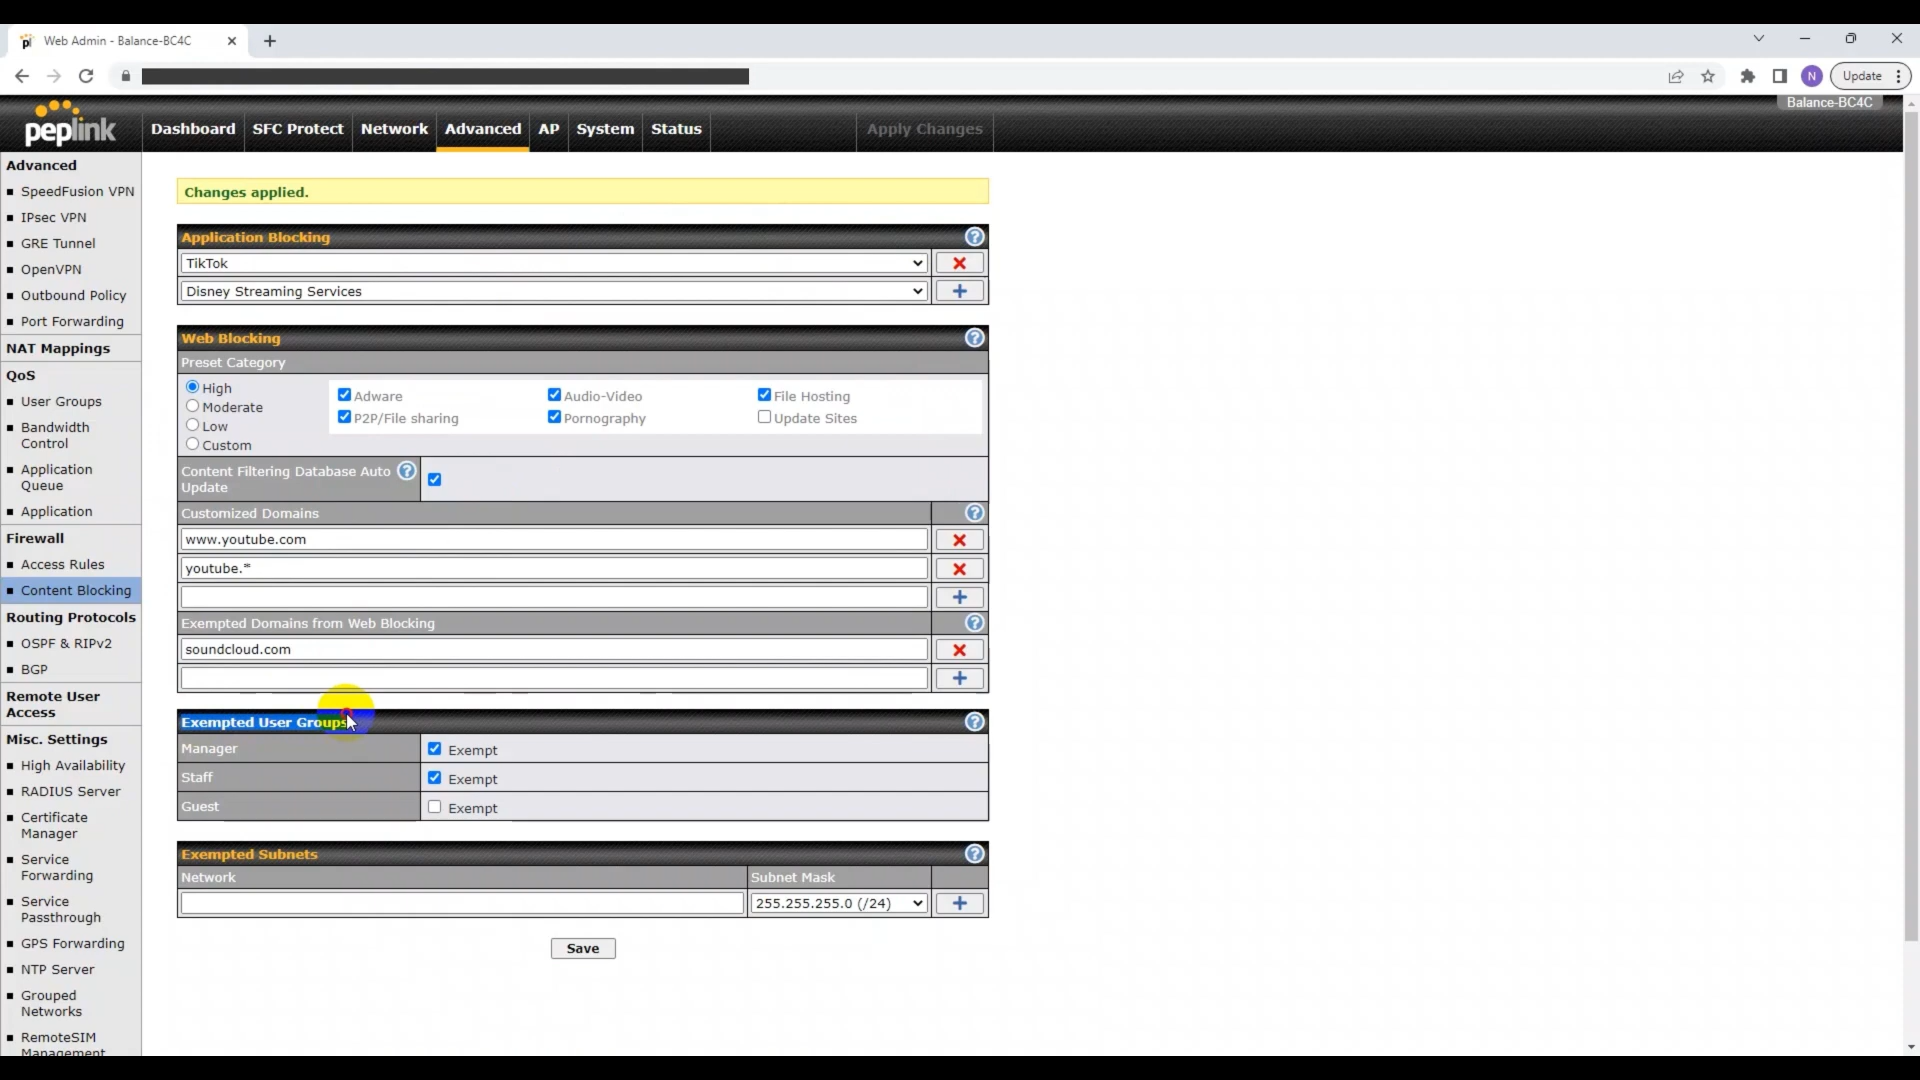 Web Admin - Balance-BC4C
N
Update
Balance-BC4C
peplink
Dashboard SFC Protect Network Advanced AP System Status Apply Changes
Advanced
SpeedFusion VPN
IPsec VPN
GRE Tunnel
OpenVPN
Outbound Policy
Port Forwarding
NAT Mappings
QoS
User Groups
Bandwidth
Control
Application
Queue
Application
Firewall
Access Rules
Content Blocking
Routing Protocols
OSPF & RIPv2
BGP
Remote User
Access
Misc. Settings
High Availability
RADIUS Server
Certificate
Manager
Service
Forwarding
Service
Passthrough
GPS Forwarding
NTP Server
Grouped
Networks
RemoteSIM
Management
Changes applied.
Application Blocking
TikTok
Disney Streaming Services
Web Blocking
Preset Category
High
Moderate
Low
Custom
Adware Audio-Video File Hosting
P2P/File sharing Pornography Update Sites
Content Filtering Database Auto
Update
Customized Domains
www.youtube.com
youtube.*
Exempted Domains from Web Blocking
soundcloud.com
Exempted User Groups
Manager Exempt
Staff Exempt
Guest Exempt
Exempted Subnets
Network Subnet Mask
255.255.255.0 (/24)
Save